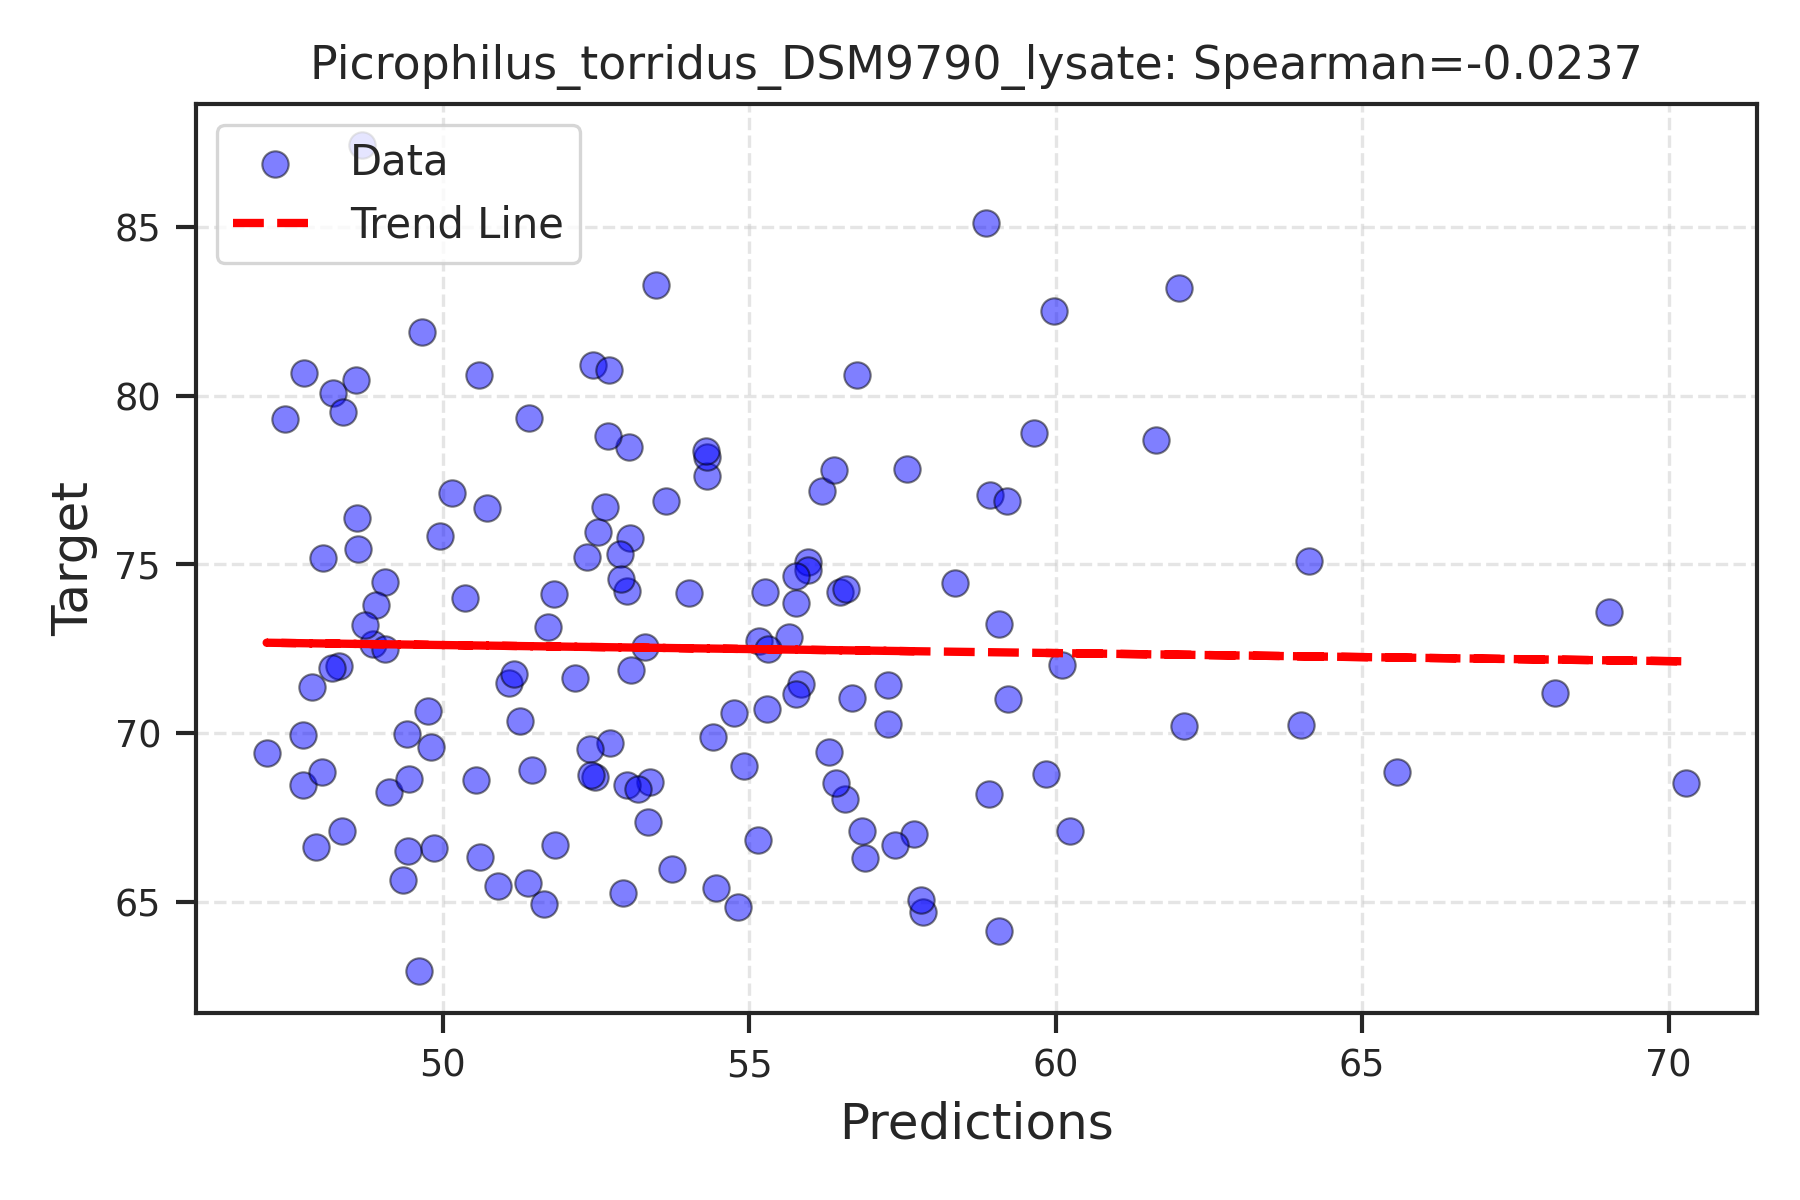 Picrophilus_torridus_DSM9790_lysate: Spearman=-0.0237
Data
Trend Line
85
80
75
70
65
Target
50
55
60
65
70
Predictions